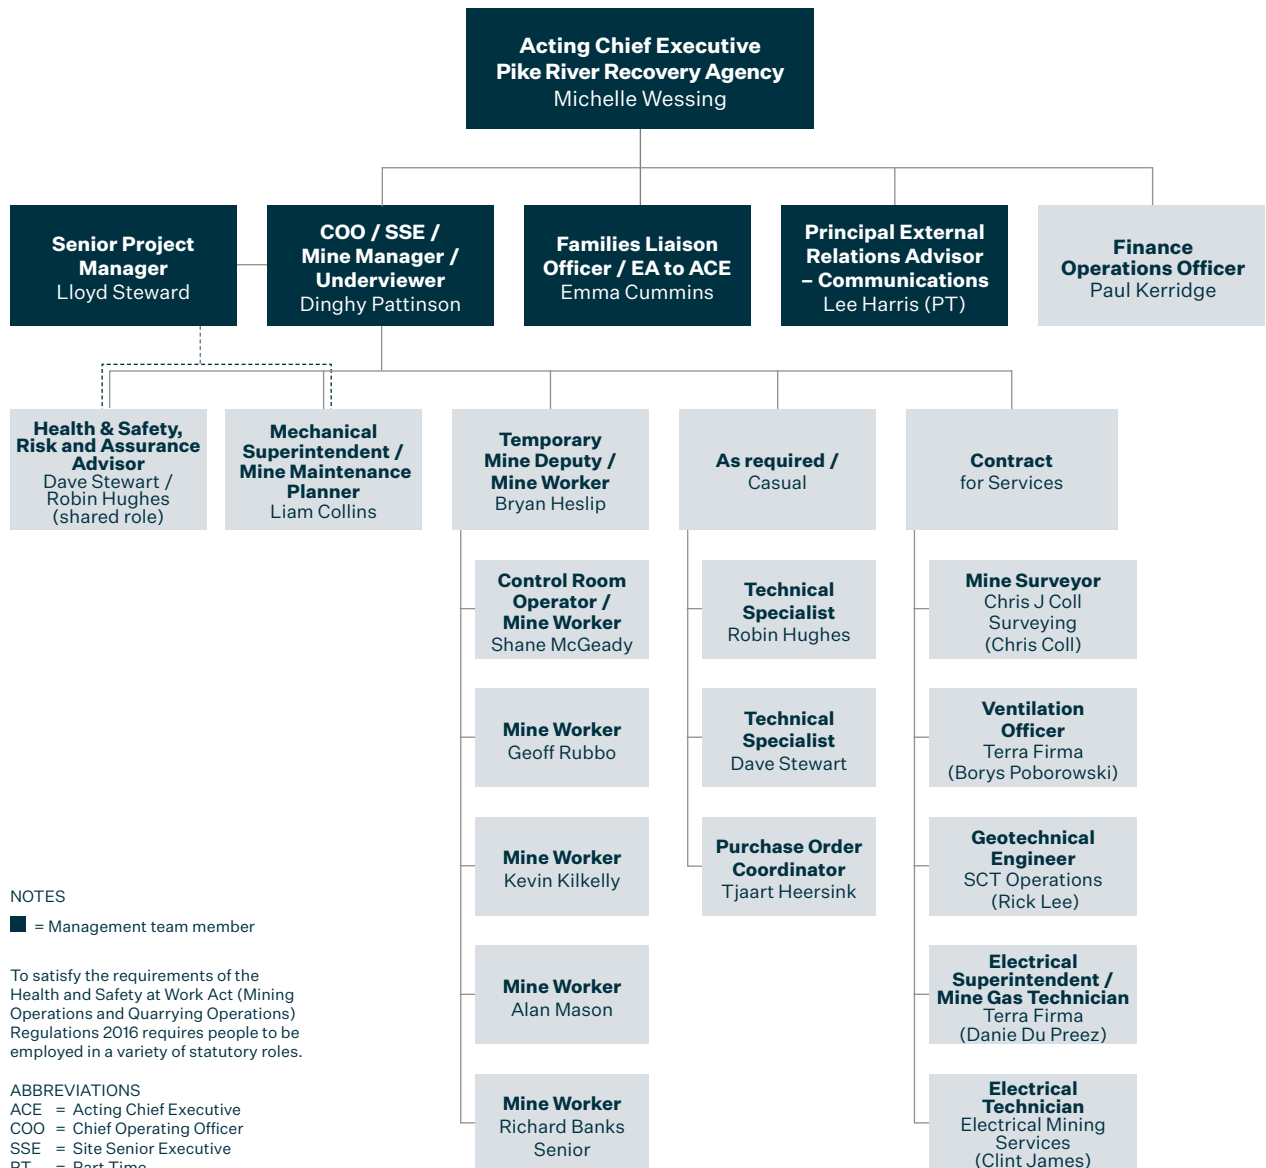 Acting Chief Executive
Pike River Recovery Agency
Michelle Wessing
Senior Project
Manager
Lloyd Steward
COO / SSE /
Mine Manager /
Underviewer
Dinghy Pattinson
Families Liaison
Officer / EA to ACE
Emma Cummins
Principal External
Relations Advisor
– Communications
Lee Harris (PT)
Finance
Operations Officer
Paul Kerridge
Health & Safety,
Risk and Assurance
Advisor
Dave Stewart /
Robin Hughes
(shared role)
Mechanical
Superintendent /
Mine Maintenance
Planner
Liam Collins
Temporary
Mine Deputy /
Mine Worker
Bryan Heslip
As required /
Casual
Contract
for Services
Control Room
Operator /
Mine Worker
Shane McGeady
Mine Worker
Geoff Rubbo
Mine Worker
Kevin Kilkelly
Mine Worker
Alan Mason
Mine Worker
Richard Banks
Senior
Technical
Specialist
Robin Hughes
Technical
Specialist
Dave Stewart
Purchase Order
Coordinator
Tjaart Heersink
Mine Surveyor
Chris J Coll
Surveying
(Chris Coll)
Ventilation
Officer
Terra Firma
(Borys Poborowski)
Geotechnical
Engineer
SCT Operations
(Rick Lee)
Electrical
Superintendent /
Mine Gas Technician
Terra Firma
(Danie Du Preez)
Electrical
Technician
Electrical Mining
Services
(Clint James)
NOTES
= Management team member
To satisfy the requirements of the
Health and Safety at Work Act (Mining
Operations and Quarrying Operations)
Regulations 2016 requires people to be
employed in a variety of statutory roles.
ABBREVIATIONS
ACE = Acting Chief Executive
COO = Chief Operating Officer
SSE = Site Senior Executive
PT = Part Time